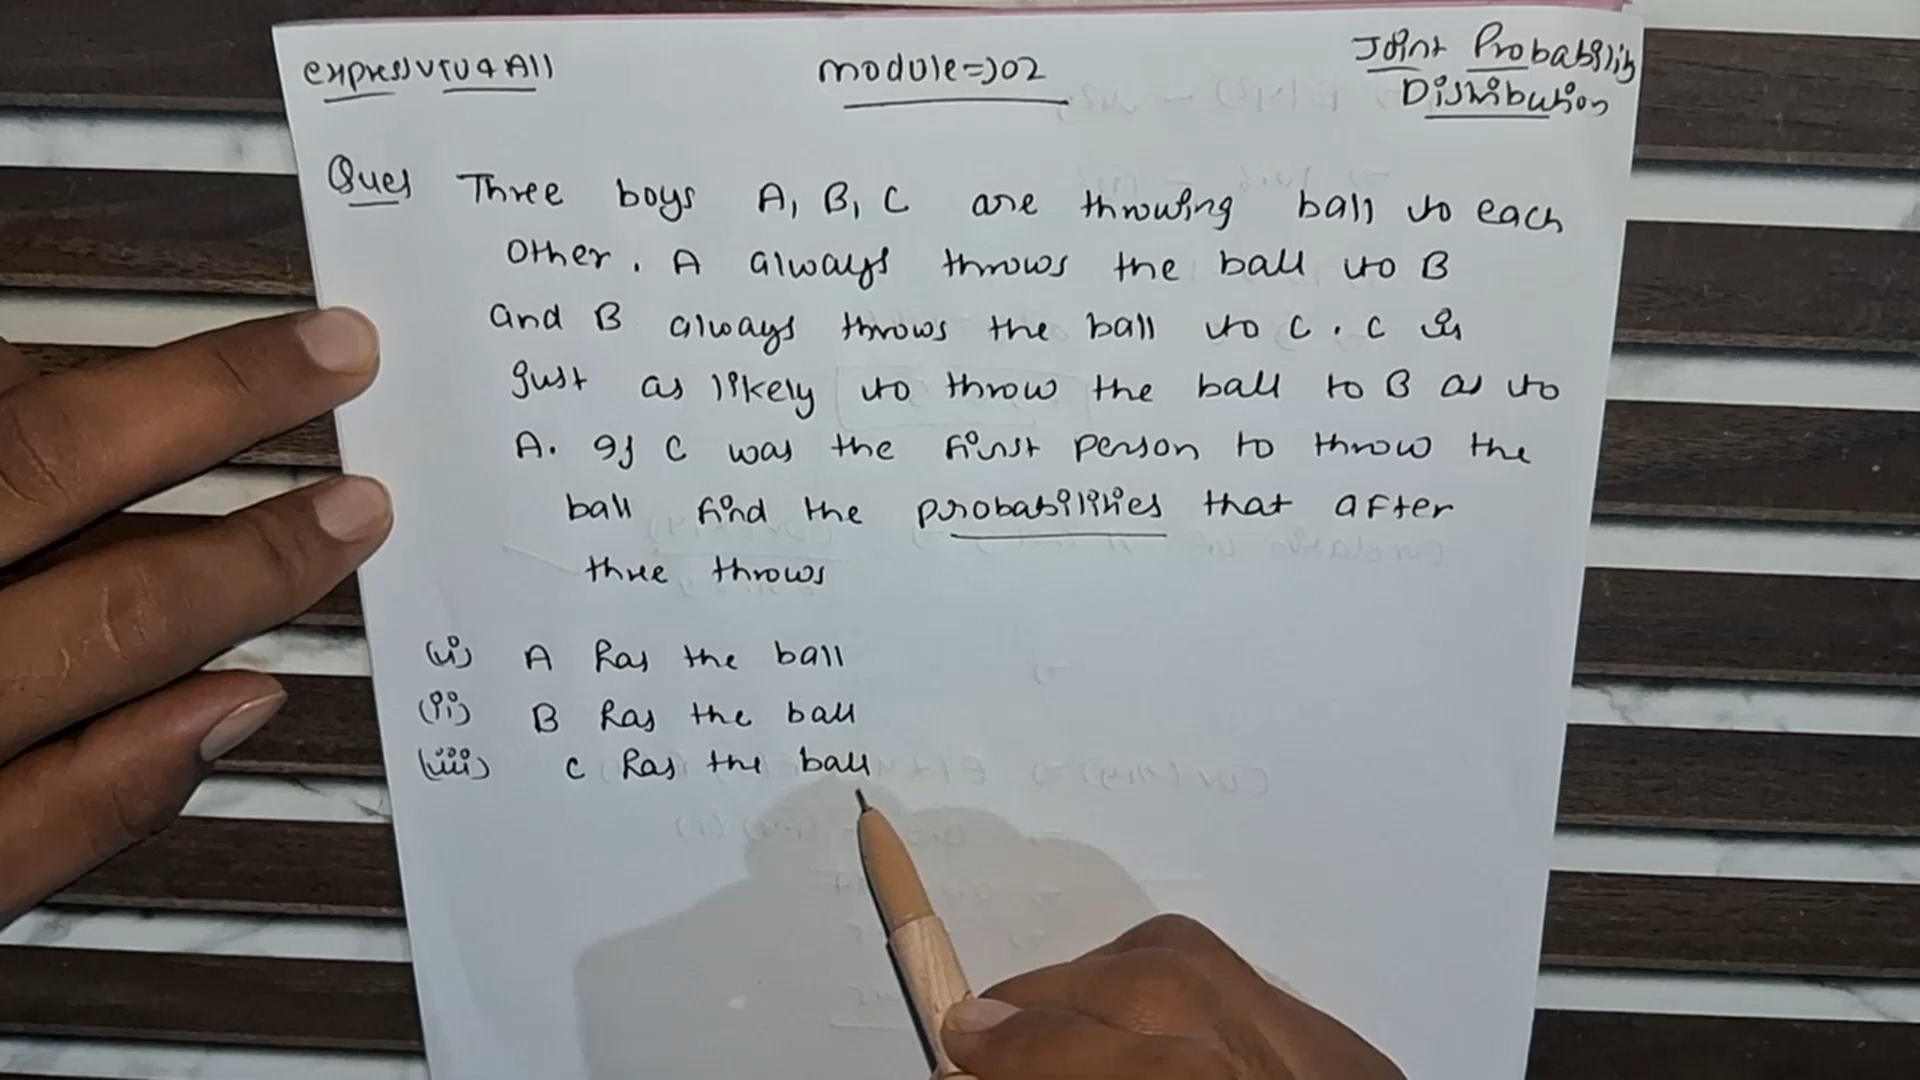 expressVTU4All
module=>02
Joint Probability
Distribution
Ques Three boys A, B, C are throwing ball to each
other. A always throws the ball to B
and B always throws the ball to C. C is
just as likely to throw the ball to B as to
A. If C was the first person to throw the
ball find the probabilities that after
three throws
(i) A has the ball
(ii) B has the ball
(iii) C has the ball